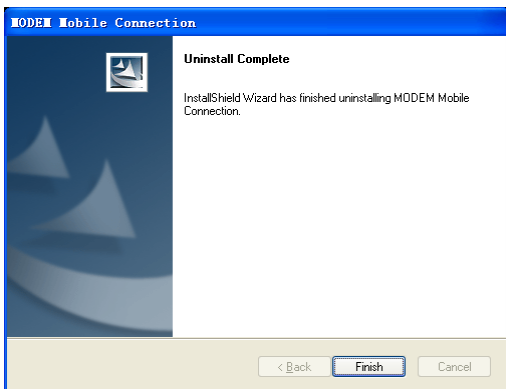 MODEM Mobile Connection
Uninstall Complete
InstallShield Wizard has finished uninstalling MODEM Mobile
Connection.
< Back
Finish
Cancel